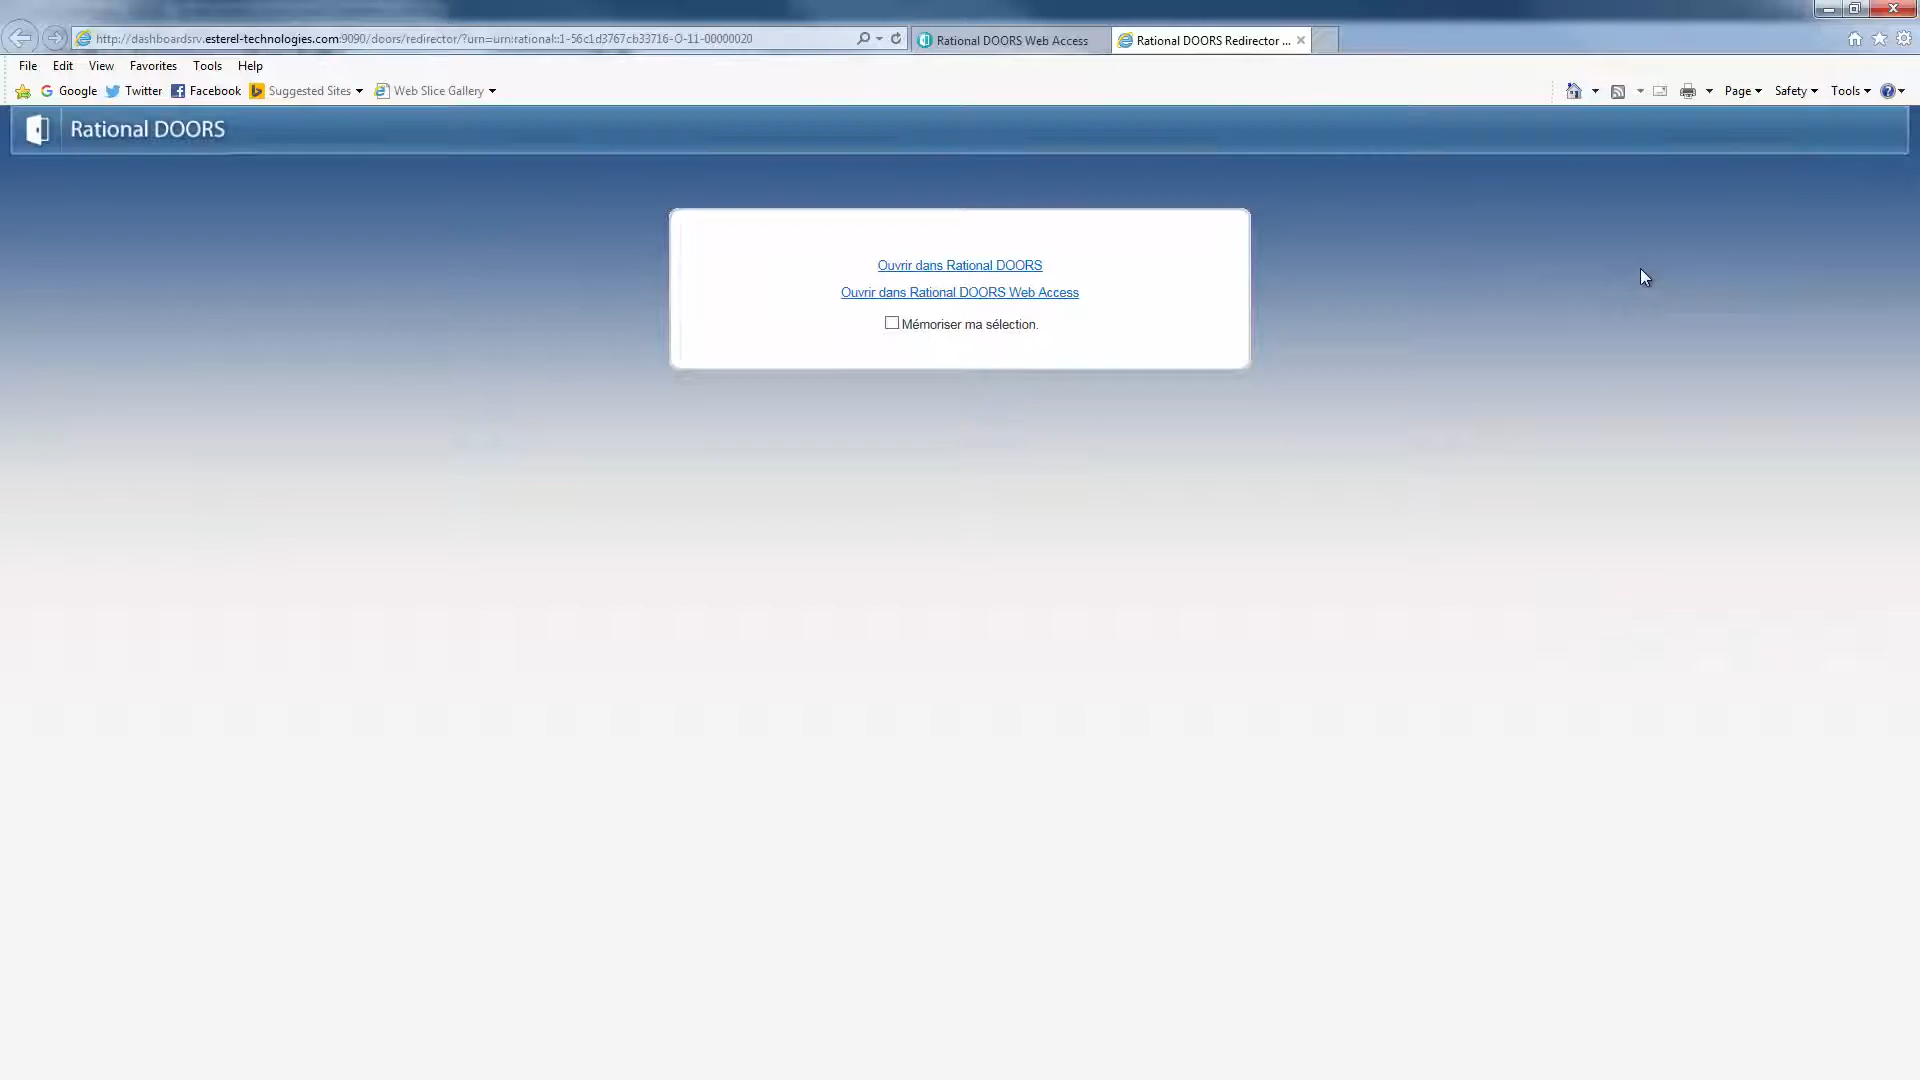 http://dashboardsrv.esterel-technologies.com:9090/doors/redirector/?urn=urn:rational::1-56c1d3767cb33716-O-11-00000020
Rational DOORS Web Access
Rational DOORS Redirector ...
File Edit View Favorites Tools Help
Google Twitter Facebook Suggested Sites Web Slice Gallery Page Safety Tools
Rational DOORS
Ouvrir dans Rational DOORS
Ouvrir dans Rational DOORS Web Access
Mémoriser ma sélection.